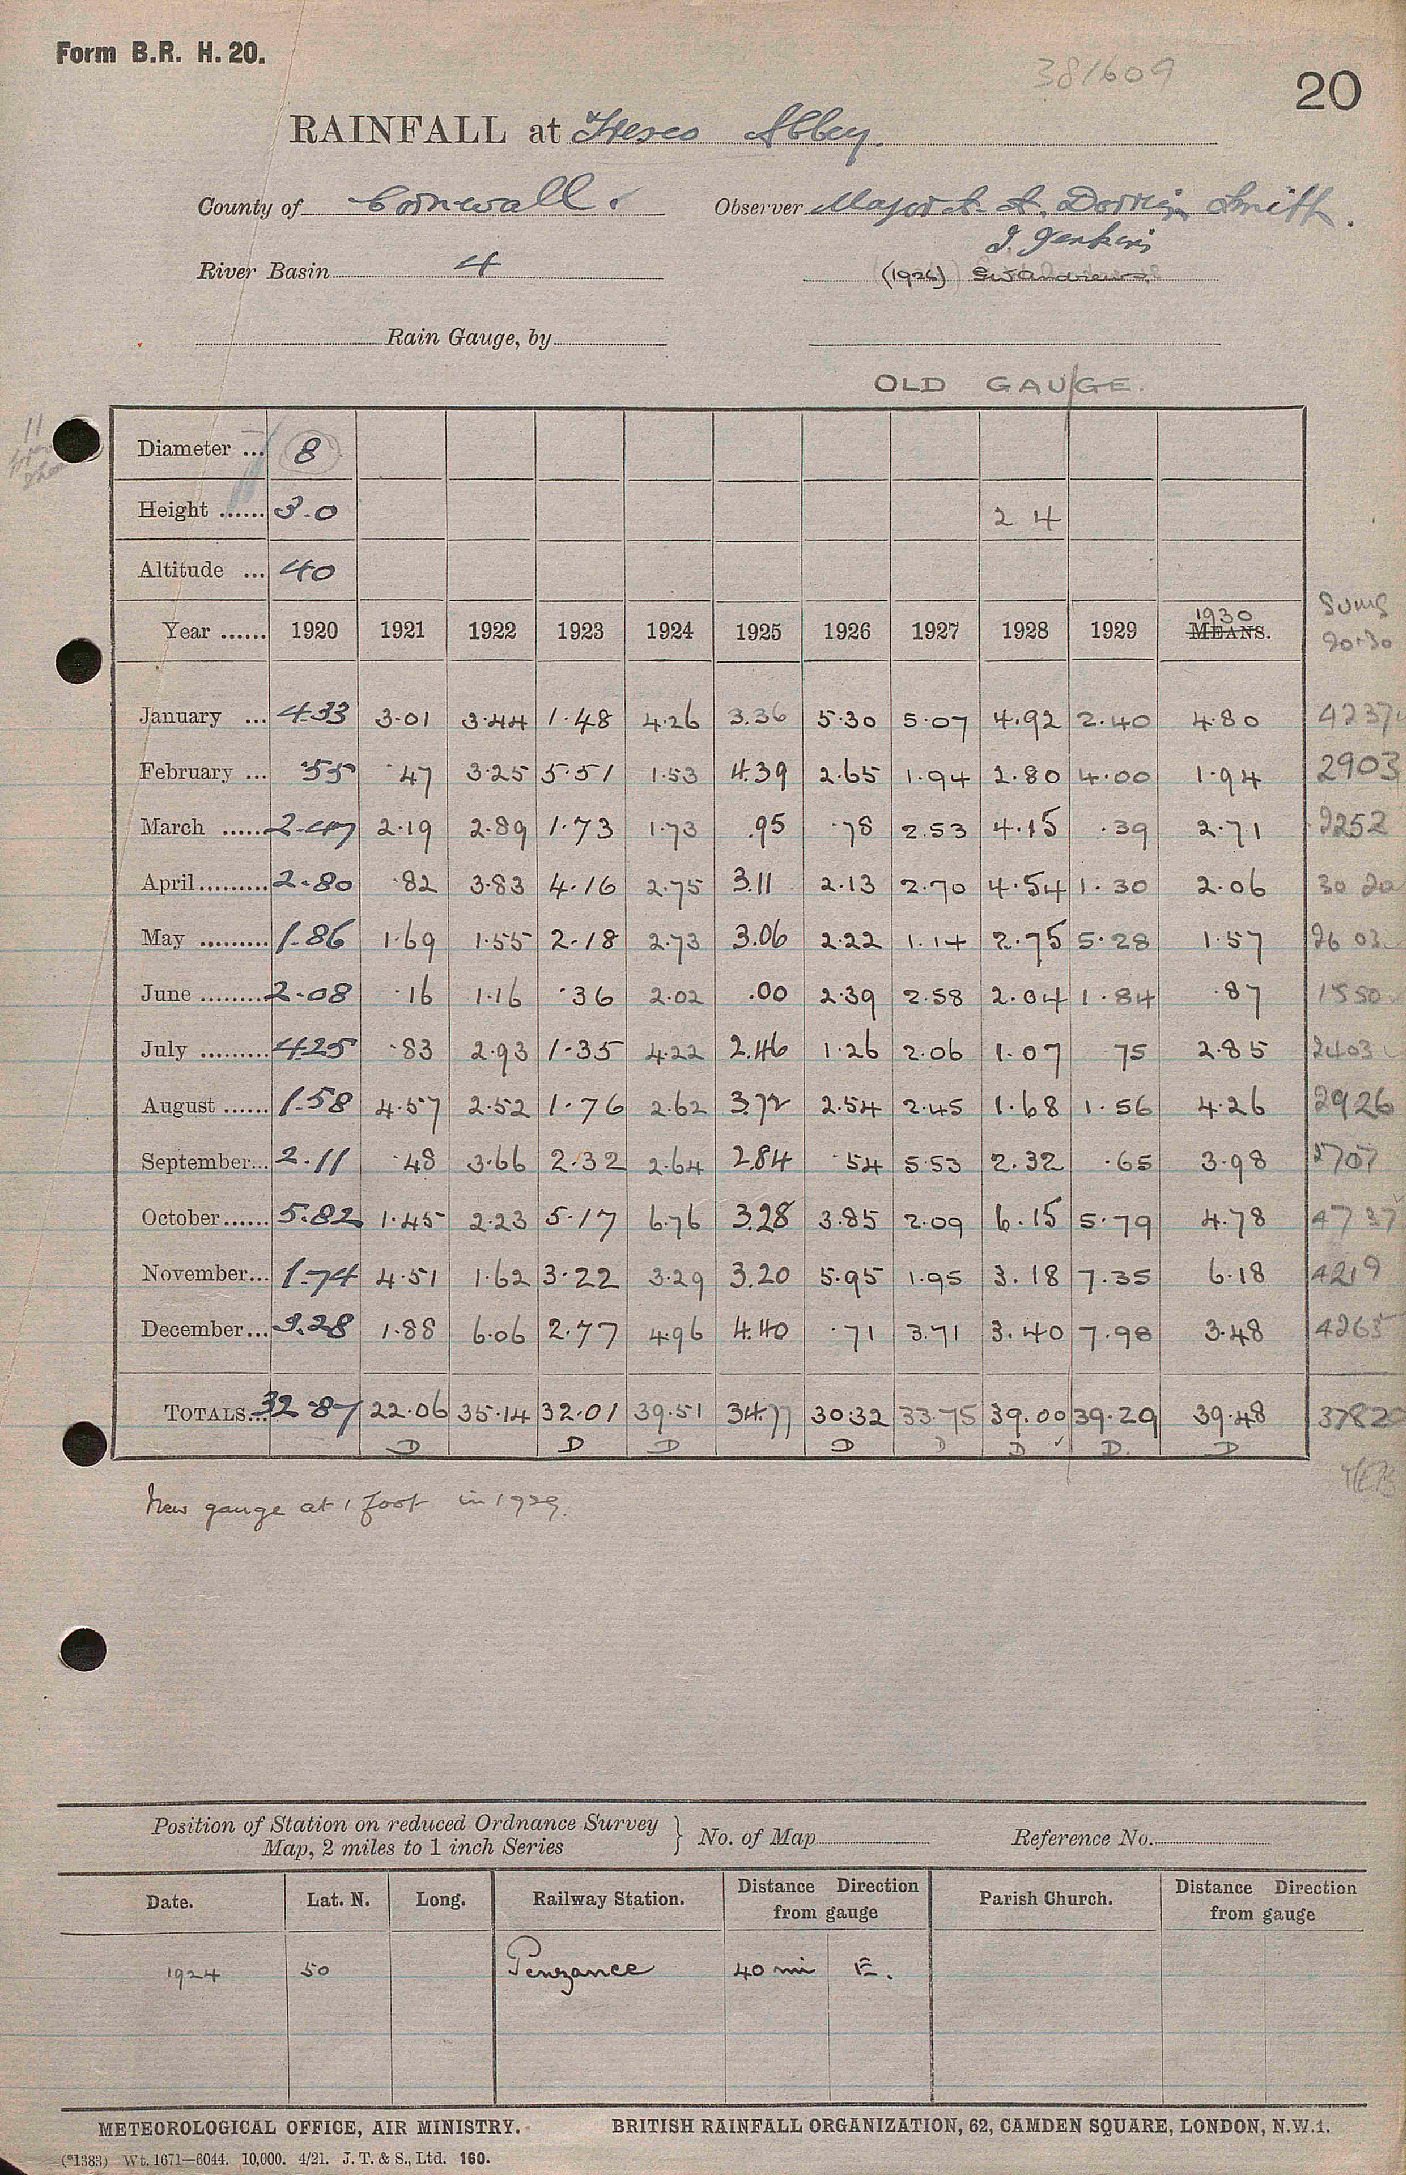 Form B.R. H. 20.
381609
20
RAINFALL at Tresco Abbey.
County of Cornwall. Observer Major A. A. Dorrien Smith.
J. Jenkins
River Basin 4 (1926)
Rain Gauge, by
OLD GAUGE.
11
Diameter ... 8
Height ...... 3.0 2 4
Altitude ... 40
Year ...... 1920 1921 1922 1923 1924 1925 1926 1927 1928 1929 1930 MEANS. Sums 20-30
January ... 4.33 3.01 3.44 1.48 4.26 3.36 5.30 5.07 4.92 2.40 4.80 4237
February ... .55 .47 3.25 5.51 1.53 4.39 2.65 1.94 2.80 4.00 1.94 2903
March ...... 2.47 2.19 2.89 1.73 1.73 .95 .78 2.53 4.15 .39 2.71 2252
April ......... 2.80 .82 3.83 4.16 2.75 3.11 2.13 2.70 4.54 1.30 2.06 30 20
May ......... 1.86 1.69 1.55 2.18 2.73 3.06 2.22 1.14 2.75 5.28 1.57 26 03
June ......... 2.08 .16 1.16 .36 2.02 .00 2.39 2.58 2.04 1.84 .87 1550
July ......... 4.25 .83 2.93 1.35 4.22 2.46 1.26 2.06 1.07 75 2.85 2403
August ...... 1.58 4.57 2.52 1.76 2.62 3.72 2.54 2.45 1.68 1.56 4.26 2926
September... 2.11 .48 3.66 2.32 2.64 2.84 .54 5.53 2.32 .65 3.98 2707
October...... 5.82 1.45 2.23 5.17 6.76 3.28 3.85 2.09 6.15 5.79 4.78 47 37
November... 1.74 4.51 1.62 3.22 3.29 3.20 5.95 1.95 3.18 7.35 6.18 4219
December... 3.28 1.88 6.06 2.77 4.96 4.40 .71 3.71 3.40 7.98 3.48 4263
TOTALS... 32.87 22.06 35.14 32.01 39.51 34.77 30.32 33.75 39.00 39.29 39.48 37820
D D D D D D D D
New gauge at 1 foot in 1929.
Position of Station on reduced Ordnance Survey
Map, 2 miles to 1 inch Series } No. of Map Reference No.
Date. Lat. N. Long. Railway Station. Distance Direction from gauge Parish Church. Distance Direction from gauge
1924 50 Penzance 40 mi E.
METEOROLOGICAL OFFICE, AIR MINISTRY. BRITISH RAINFALL ORGANIZATION, 62, CAMDEN SQUARE, LONDON, N.W.1.
(*1383) Wt. 1671—6044. 10,000. 4/21. J. T. & S., Ltd. 160.